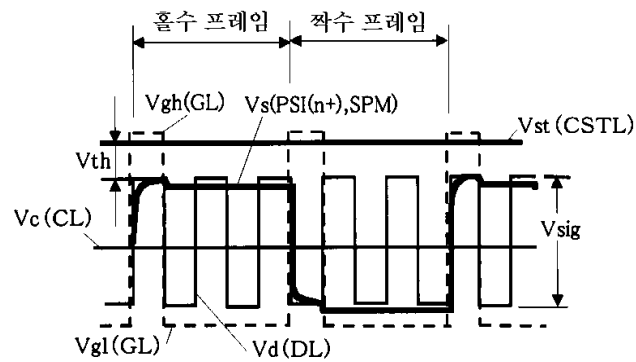 홀수 프레임 짝수 프레임
Vgh(GL) Vs(PSI(n+),SPM)
Vst(CSTL)
Vth
Vc(CL)
Vsig
Vgl(GL) Vd(DL)